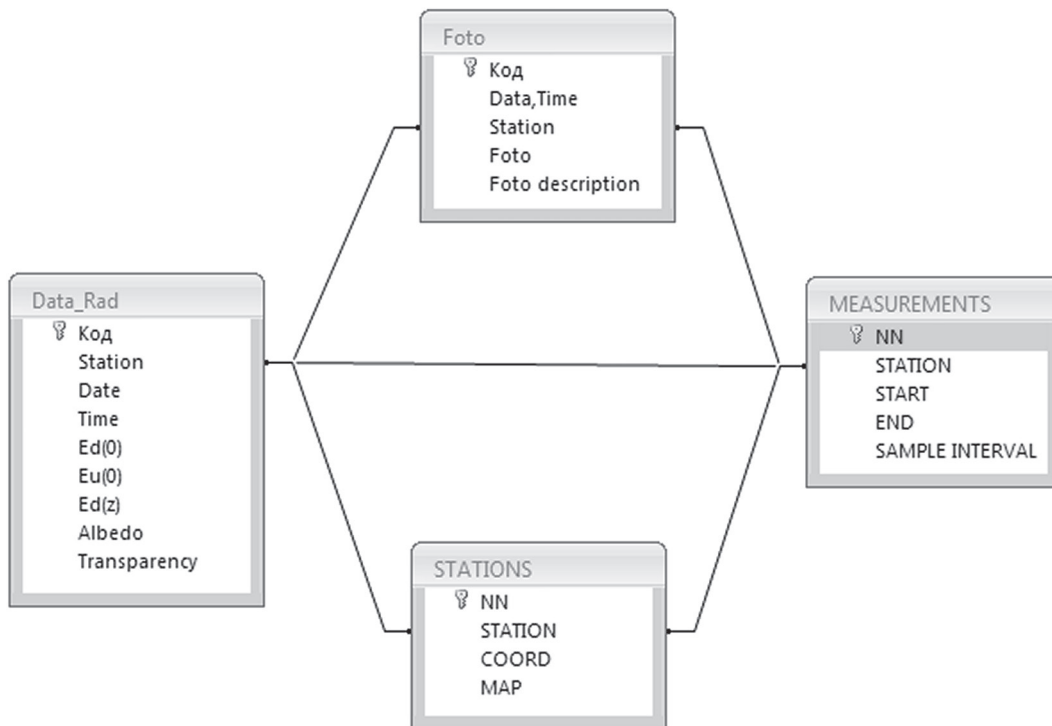 Foto
Код
Data,Time
Station
Foto
Foto description
Data_Rad
Код
Station
Date
Time
Ed(0)
Eu(0)
Ed(z)
Albedo
Transparency
MEASUREMENTS
NN
STATION
START
END
SAMPLE INTERVAL
STATIONS
NN
STATION
COORD
MAP